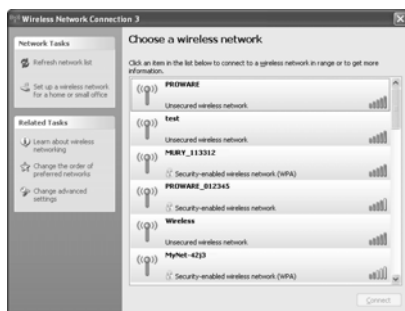 Wireless Network Connection 3
Network Tasks
Refresh network list
Set up a wireless network
for a home or small office
Related Tasks
Learn about wireless
networking
Change the order of
preferred networks
Change advanced
settings
Choose a wireless network
Click an item in the list below to connect to a wireless network in range or to get more
information.
PROWARE
Unsecured wireless network
test
Unsecured wireless network
MURY_113312
Security-enabled wireless network (WPA)
PROWARE_012345
Security-enabled wireless network (WPA)
Wireless
Unsecured wireless network
MyNet-42j3
Security-enabled wireless network (WPA)
Connect